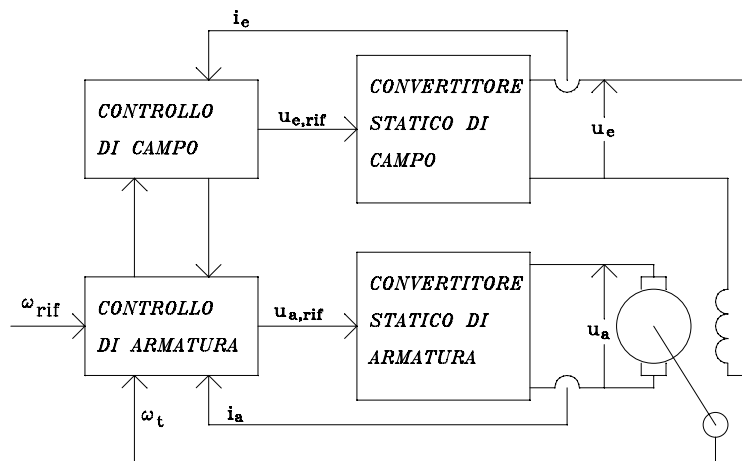 i_e
CONTROLLO
DI CAMPO
u_e,rif
CONVERTITORE
STATICO DI
CAMPO
u_e
ω_rif
CONTROLLO
DI ARMATURA
u_a,rif
CONVERTITORE
STATICO DI
ARMATURA
u_a
ω_t
i_a